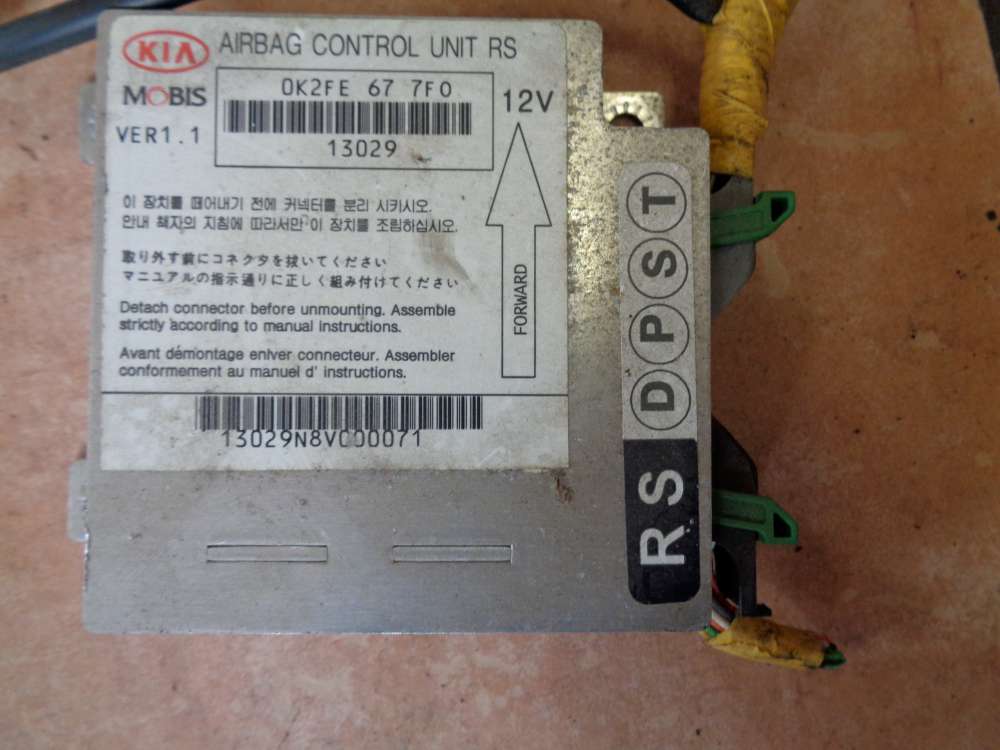 KIA
AIRBAG CONTROL UNIT RS
MOBIS
0K2FE 67 7F0
VER1.1
13029
12V
이 장치를 떼어내기 전에 커넥터를 분리 시키시오.
안내 책자의 지침에 따라서만 이 장치를 조립하십시오.
取り外す前にコネクタを抜いてください
マニュアルの指示通りに正しく組み付けてください
Detach connector before unmounting. Assemble
strictly according to manual instructions.
Avant démontage enlver connecteur. Assembler
conformement au manuel d' instructions.
FORWARD
13029N8VC00071
RS DPST